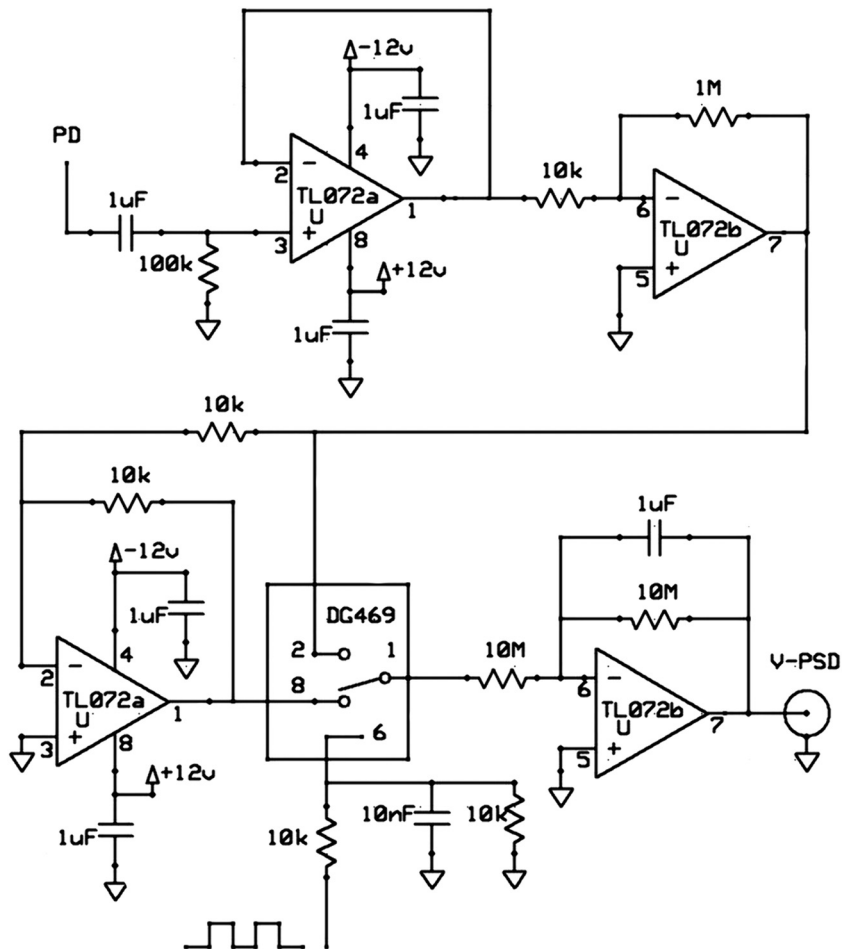 -12v
1uF
1M
PD
4
10k
1uF
2
-
TL072a
U
1
6
-
TL072b
U
7
3
+
8
100k
5
+
+12v
1uF
10k
10k
1uF
-12v
DG469
10M
1uF
4
2
1
10M
V-PSD
2
-
8
6
-
TL072a
U
1
TL072b
U
7
3
+
8
6
5
+
+12v
1uF
10k
10nF
10k